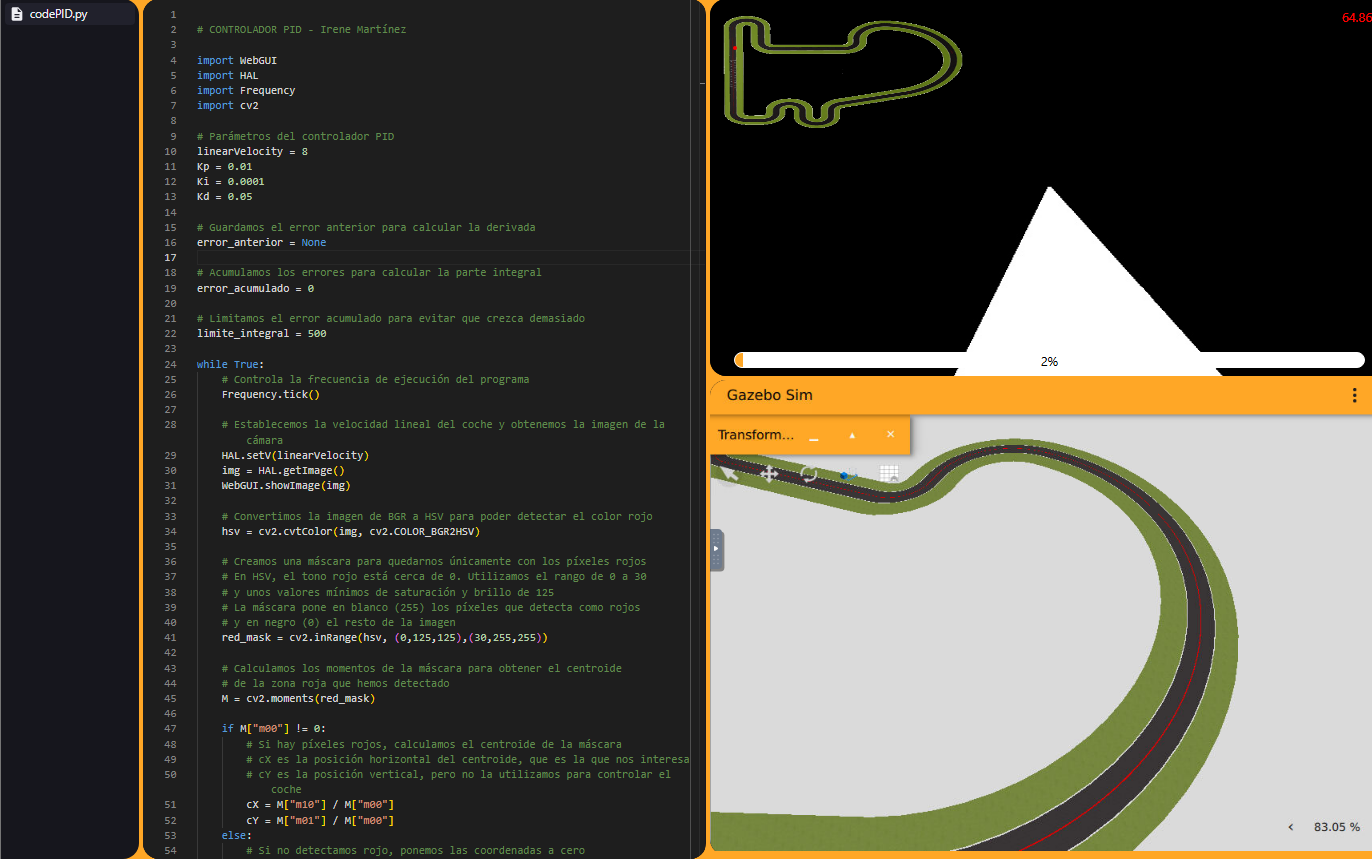 codePID.py
1
2 # CONTROLADOR PID - Irene Martínez
3
4 import WebGUI
5 import HAL
6 import Frequency
7 import cv2
8
9 # Parámetros del controlador PID
10 linearVelocity = 8
11 Kp = 0.01
12 Ki = 0.0001
13 Kd = 0.05
14
15 # Guardamos el error anterior para calcular la derivada
16 error_anterior = None
17
18 # Acumulamos los errores para calcular la parte integral
19 error_acumulado = 0
20
21 # Limitamos el error acumulado para evitar que crezca demasiado
22 limite_integral = 500
23
24 while True:
25 # Controla la frecuencia de ejecución del programa
26 Frequency.tick()
27
28 # Establecemos la velocidad lineal del coche y obtenemos la imagen de la
cámara
29 HAL.setV(linearVelocity)
30 img = HAL.getImage()
31 WebGUI.showImage(img)
32
33 # Convertimos la imagen de BGR a HSV para poder detectar el color rojo
34 hsv = cv2.cvtColor(img, cv2.COLOR_BGR2HSV)
35
36 # Creamos una máscara para quedarnos únicamente con los píxeles rojos
37 # En HSV, el tono rojo está cerca de 0. Utilizamos el rango de 0 a 30
38 # y unos valores mínimos de saturación y brillo de 125
39 # La máscara pone en blanco (255) los píxeles que detecta como rojos
40 # y en negro (0) el resto de la imagen
41 red_mask = cv2.inRange(hsv, (0,125,125),(30,255,255))
42
43 # Calculamos los momentos de la máscara para obtener el centroide
44 # de la zona roja que hemos detectado
45 M = cv2.moments(red_mask)
46
47 if M["m00"] != 0:
48 # Si hay píxeles rojos, calculamos el centroide de la máscara
49 # cX es la posición horizontal del centroide, que es la que nos interesa
50 # cY es la posición vertical, pero no la utilizamos para controlar el
coche
51 cX = M["m10"] / M["m00"]
52 cY = M["m01"] / M["m00"]
53 else:
54 # Si no detectamos rojo, ponemos las coordenadas a cero
64.86
2%
Gazebo Sim
Transform...
83.05 %